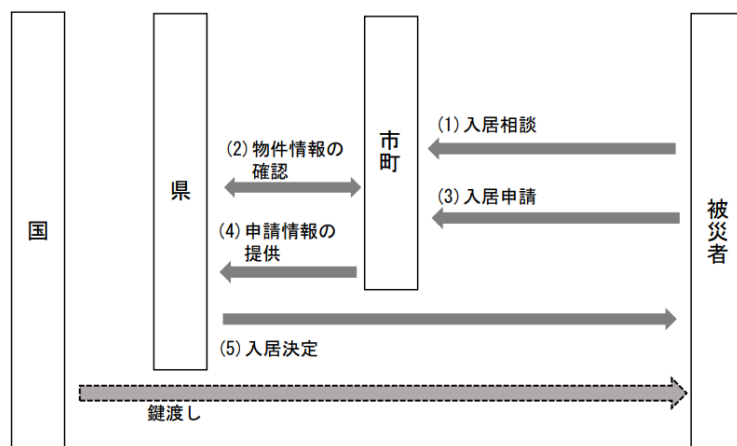 国
県
市町
被災者
(1)入居相談
(2)物件情報の
確認
(3)入居申請
(4)申請情報の
提供
(5)入居決定
鍵渡し